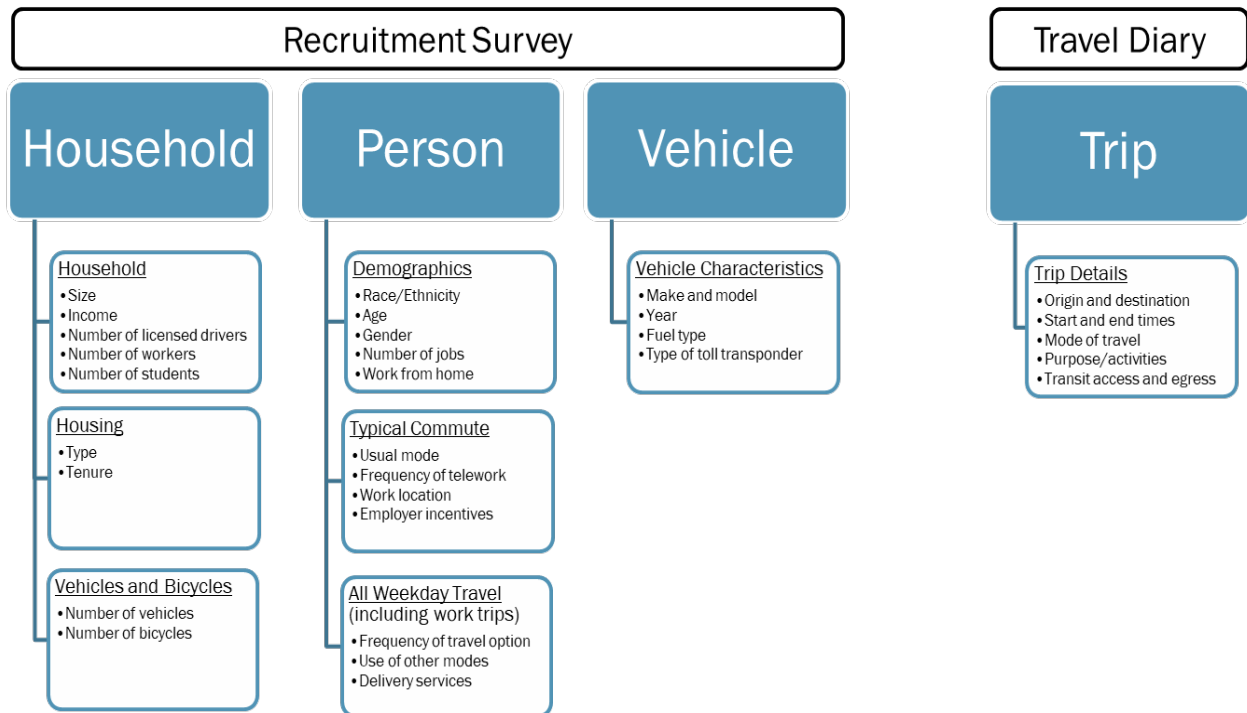 Recruitment Survey
Travel Diary
Household
Person
Vehicle
Trip
Household
•Size
•Income
•Number of licensed drivers
•Number of workers
•Number of students
Housing
•Type
•Tenure
Vehicles and Bicycles
•Number of vehicles
•Number of bicycles
Demographics
•Race/Ethnicity
•Age
•Gender
•Number of jobs
•Work from home
Typical Commute
•Usual mode
•Frequency of telework
•Work location
•Employer incentives
All Weekday Travel
(including work trips)
•Frequency of travel option
•Use of other modes
•Delivery services
Vehicle Characteristics
•Make and model
•Year
•Fuel type
•Type of toll transponder
Trip Details
•Origin and destination
•Start and end times
•Mode of travel
•Purpose/activities
•Transit access and egress